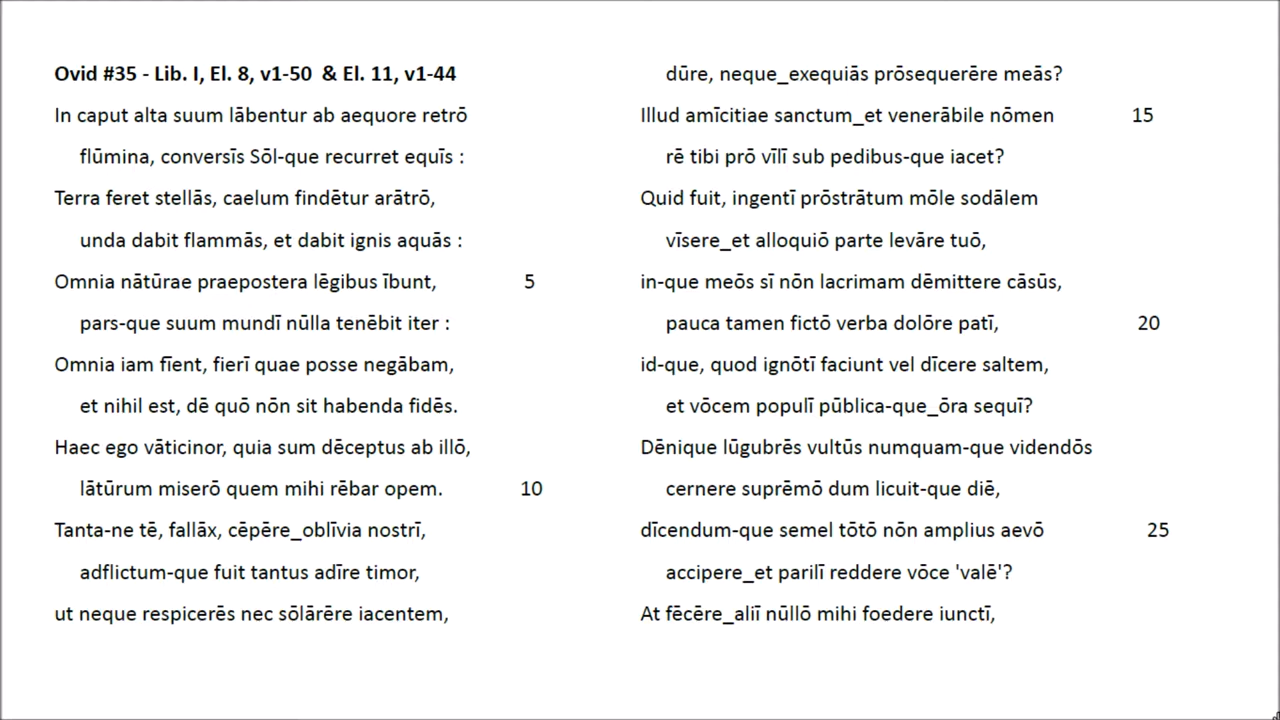 Ovid #35 - Lib. I, El. 8, v1-50  & El. 11, v1-44
In caput alta suum lābentur ab aequore retrō
flūmina, conversīs Sōl-que recurret equīs :
Terra feret stellās, caelum findētur arātrō,
unda dabit flammās, et dabit ignis aquās :
Omnia nātūrae praepostera lēgibus ībunt, 5
pars-que suum mundī nūlla tenēbit iter :
Omnia iam fīent, fierī quae posse negābam,
et nihil est, dē quō nōn sit habenda fidēs.
Haec ego vāticinor, quia sum dēceptus ab illō,
lātūrum miserō quem mihi rēbar opem. 10
Tanta-ne tē, fallāx, cēpēre_oblīvia nostrī,
adflictum-que fuit tantus adīre timor,
ut neque respicerēs nec sōlārēre iacentem,
dūre, neque_exequiās prōsequerēre meās?
Illud amīcitiae sanctum_et venerābile nōmen 15
rē tibi prō vīlī sub pedibus-que iacet?
Quid fuit, ingentī prōstrātum mōle sodālem
vīsere_et alloquiō parte levāre tuō,
in-que meōs sī nōn lacrimam dēmittere cāsūs,
pauca tamen fictō verba dolōre patī, 20
id-que, quod ignōtī faciunt vel dīcere saltem,
et vōcem populī pūblica-que_ōra sequī?
Dēnique lūgubrēs vultūs numquam-que videndōs
cernere suprēmō dum licuit-que diē,
dīcendum-que semel tōtō nōn amplius aevō 25
accipere_et parilī reddere vōce 'valē'?
At fēcēre_aliī nūllō mihi foedere iunctī,